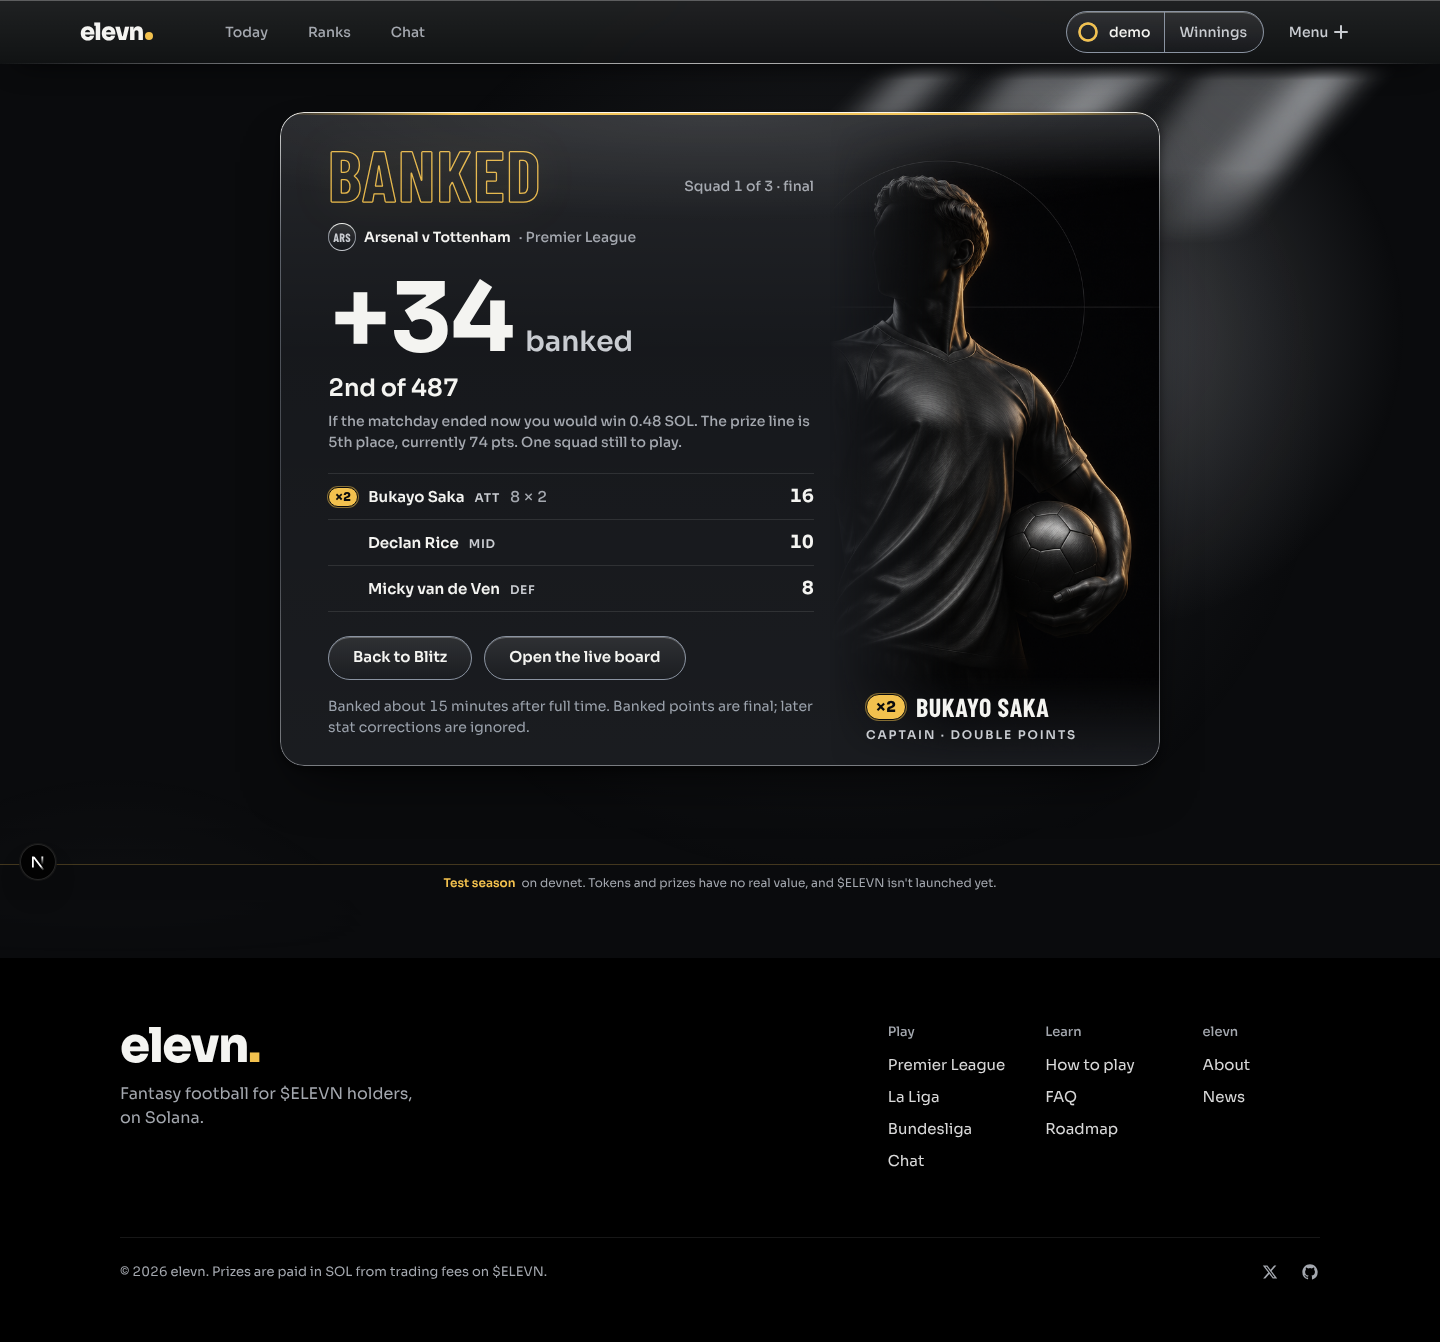 elevn.
Today
Ranks
Chat
demo
Winnings
Menu
BANKED
Squad 1 of 3 · final
ARS Arsenal v Tottenham · Premier League
+34 banked
2nd of 487
If the matchday ended now you would win 0.48 SOL. The prize line is
5th place, currently 74 pts. One squad still to play.
×2 Bukayo Saka ATT 8 × 2 16
Declan Rice MID 10
Micky van de Ven DEF 8
Back to Blitz
Open the live board
Banked about 15 minutes after full time. Banked points are final; later
stat corrections are ignored.
×2 BUKAYO SAKA
CAPTAIN · DOUBLE POINTS
N
Test season on devnet. Tokens and prizes have no real value, and $ELEVN isn't launched yet.
elevn.
Fantasy football for $ELEVN holders,
on Solana.
Play
Premier League
La Liga
Bundesliga
Chat
Learn
How to play
FAQ
Roadmap
elevn
About
News
© 2026 elevn. Prizes are paid in SOL from trading fees on $ELEVN.